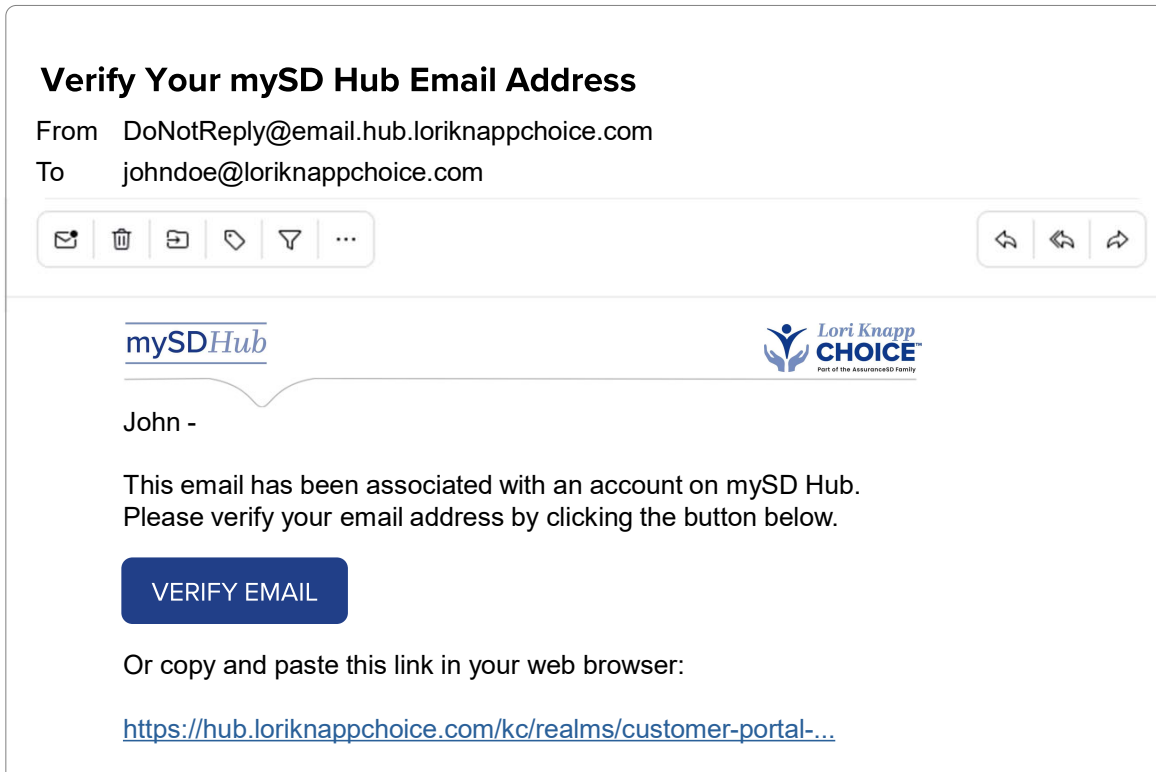 Verify Your mySD Hub Email Address
From DoNotReply@email.hub.loriknappchoice.com
To johndoe@loriknappchoice.com
mySDHub
Lori Knapp
CHOICE™
Part of the AssuranceSD Family
John -
This email has been associated with an account on mySD Hub.
Please verify your email address by clicking the button below.
VERIFY EMAIL
Or copy and paste this link in your web browser:
https://hub.loriknappchoice.com/kc/realms/customer-portal-...